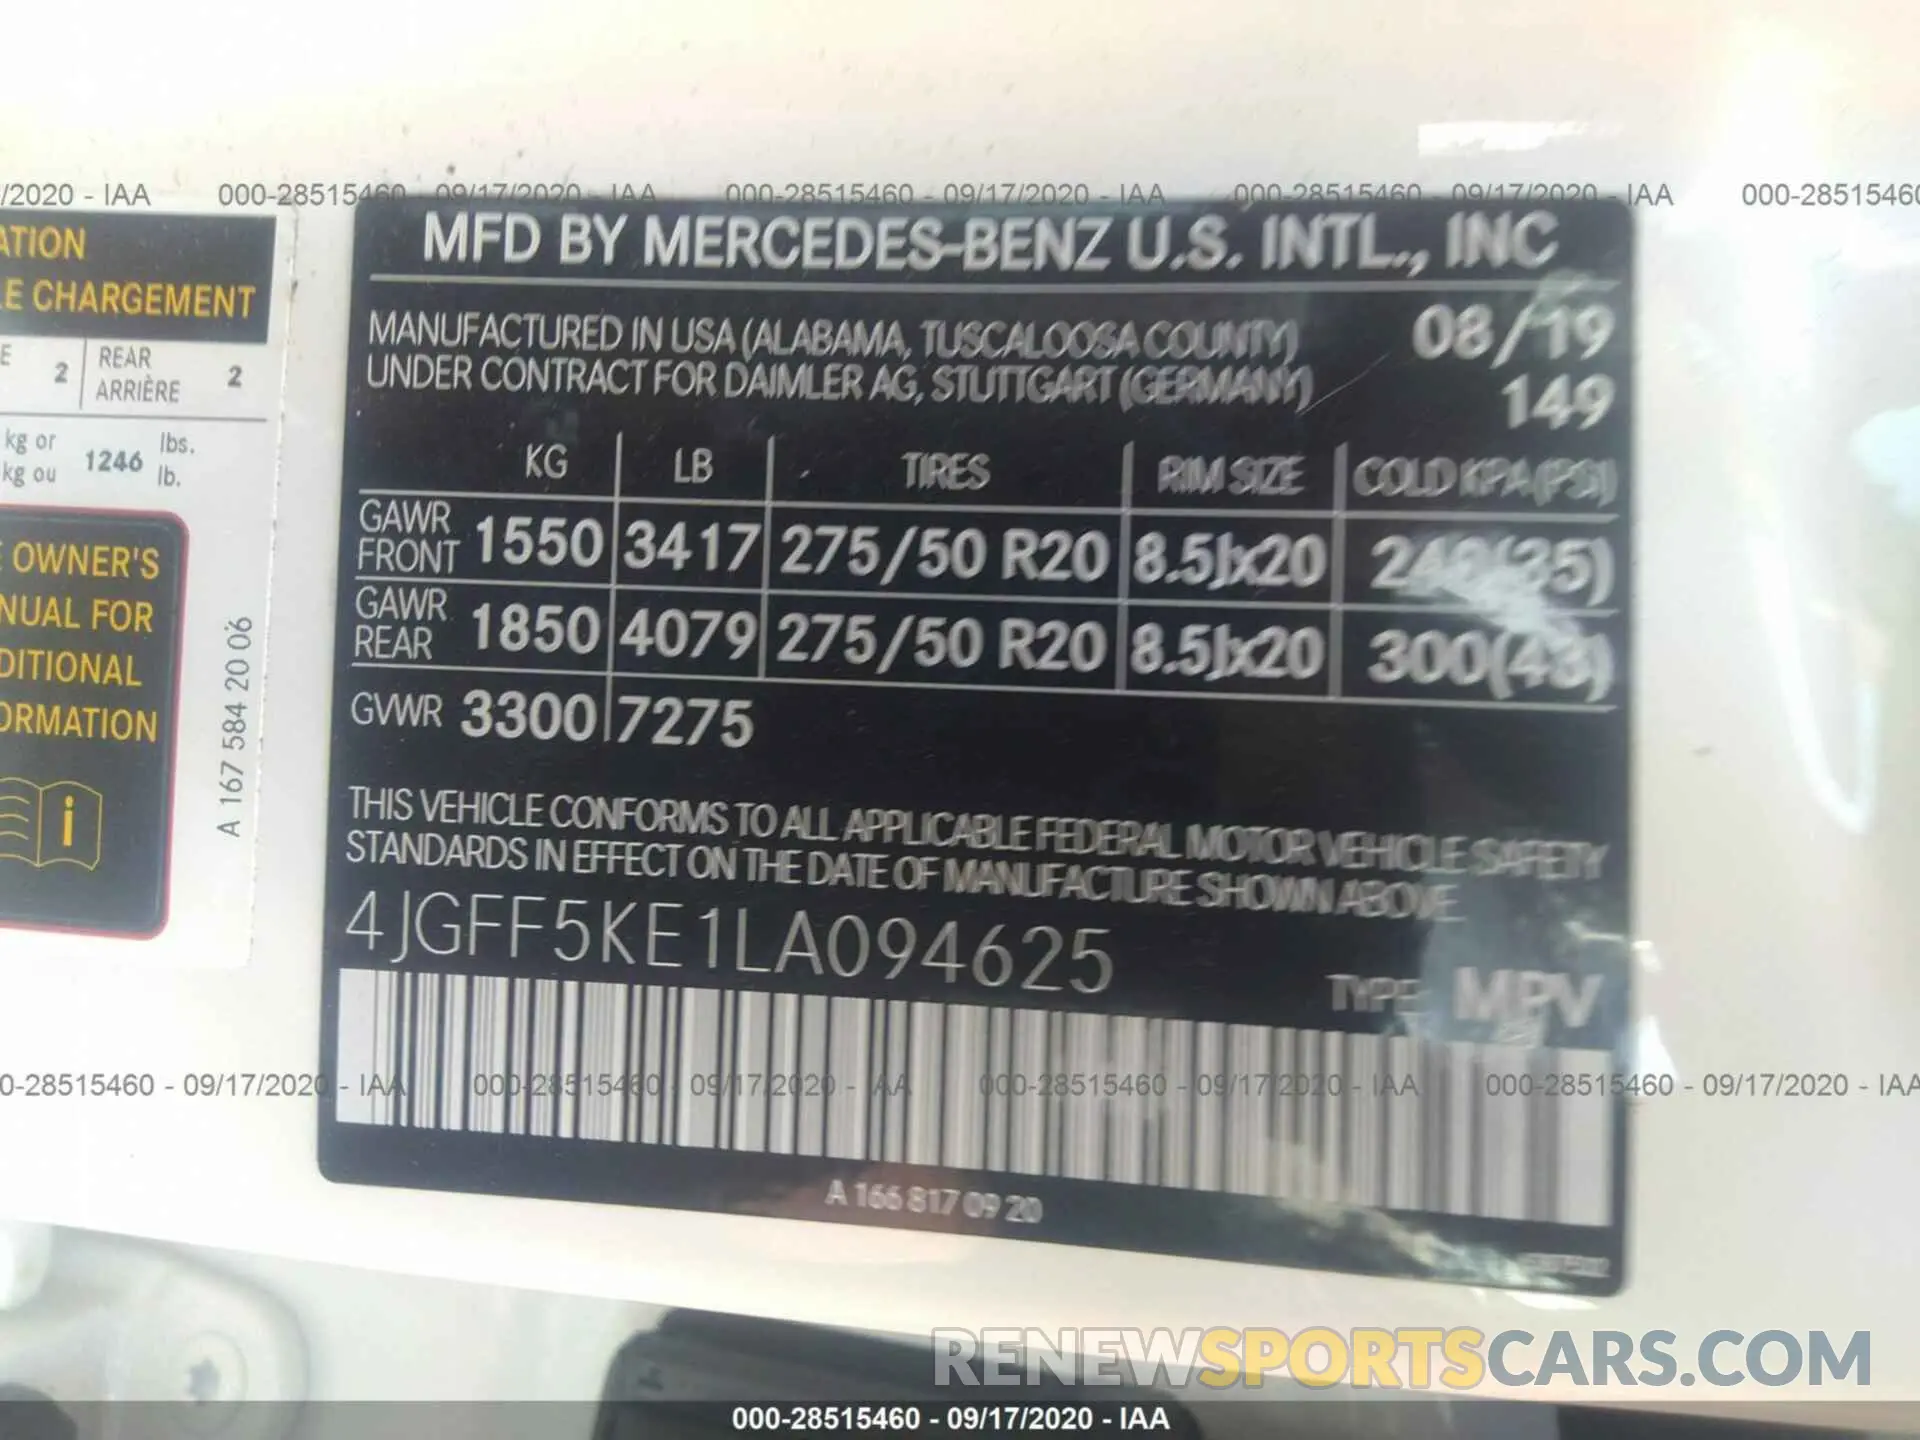 /2020 - IAA 000-28515460 - 09/17/2020 - IAA 000-28515460 - 09/17/2020 - IAA 000-28515460 - 09/17/2020 - IAA 000-28515460
ATION
LE CHARGEMENT
E 2 REAR
ARRIÈRE 2
kg or
kg ou 1246 lbs.
lb.
E OWNER'S
NUAL FOR
DITIONAL
ORMATION
i
A 167 584 20 06
MFD BY MERCEDES-BENZ U.S. INTL., INC
MANUFACTURED IN USA (ALABAMA, TUSCALOOSA COUNTY) 08/19
UNDER CONTRACT FOR DAIMLER AG, STUTTGART (GERMANY) 149
KG LB TIRES RIM SIZE COLD KPA(PSI)
GAWR
FRONT 1550 3417 275/50 R20 8.5Jx20 240(35)
GAWR
REAR 1850 4079 275/50 R20 8.5Jx20 300(43)
GVWR 3300 7275
THIS VEHICLE CONFORMS TO ALL APPLICABLE FEDERAL MOTOR VEHICLE SAFETY
STANDARDS IN EFFECT ON THE DATE OF MANUFACTURE SHOWN ABOVE
4JGFF5KE1LA094625
TYPE MPV
0-28515460 - 09/17/2020 - IAA 000-28515460 - 09/17/2020 - IAA 000-28515460 - 09/17/2020 - IAA 000-28515460 - 09/17/2020 - IAA
A 166 817 09 20
RENEWSPORTSCARS.COM
000-28515460 - 09/17/2020 - IAA